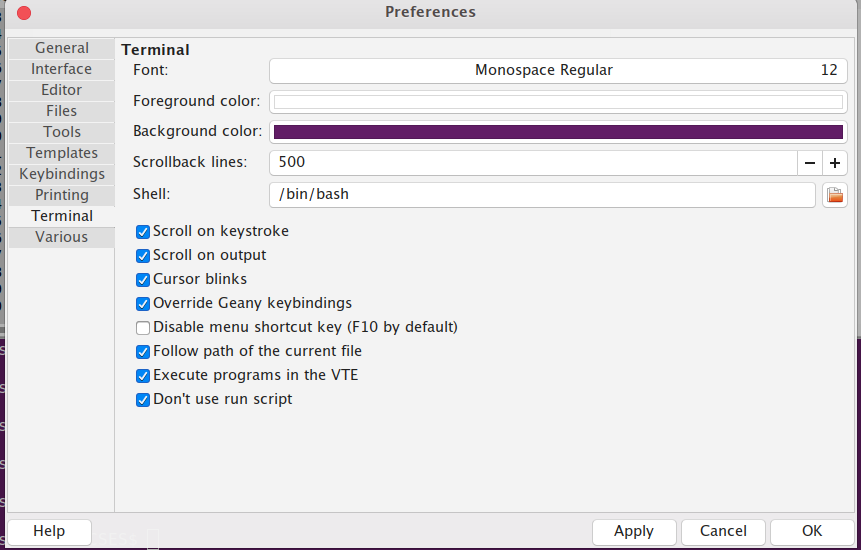 Preferences
General
Interface
Editor
Files
Tools
Templates
Keybindings
Printing
Terminal
Various
Terminal
Font: Monospace Regular 12
Foreground color:
Background color:
Scrollback lines: 500 − +
Shell: /bin/bash
Scroll on keystroke
Scroll on output
Cursor blinks
Override Geany keybindings
Disable menu shortcut key (F10 by default)
Follow path of the current file
Execute programs in the VTE
Don't use run script
Help Apply Cancel OK